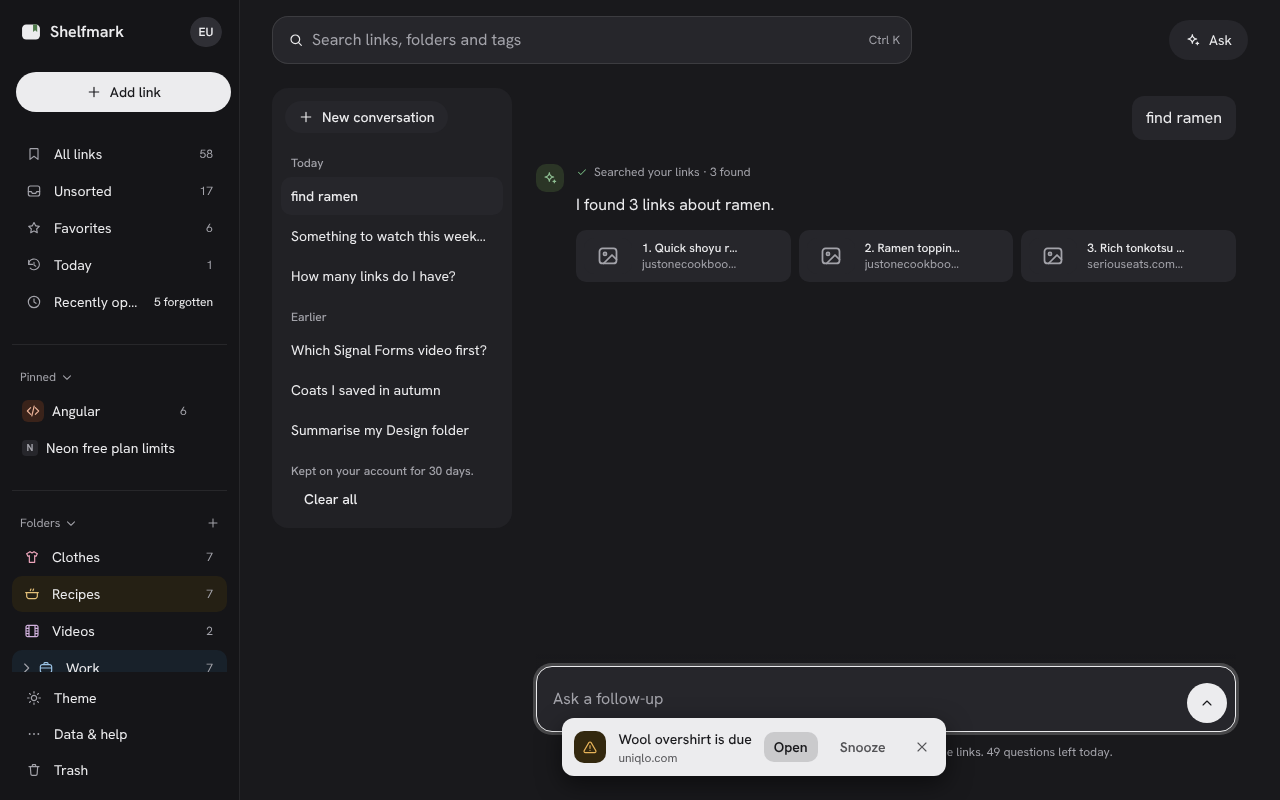 Shelfmark
EU
Add link
All links 58
Unsorted 17
Favorites 6
Today 1
Recently op... 5 forgotten
Pinned
Angular 6
N Neon free plan limits
Folders
Clothes 7
Recipes 7
Videos 2
Work 7
Theme
Data & help
Trash
Search links, folders and tags Ctrl K
Ask
New conversation
Today
find ramen
Something to watch this week...
How many links do I have?
Earlier
Which Signal Forms video first?
Coats I saved in autumn
Summarise my Design folder
Kept on your account for 30 days.
Clear all
find ramen
Searched your links · 3 found
I found 3 links about ramen.
1. Quick shoyu r...
justonecookboo...
2. Ramen toppin...
justonecookboo...
3. Rich tonkotsu ...
seriouseats.com...
Ask a follow-up
Wool overshirt is due
uniqlo.com
Open
Snooze
links. 49 questions left today.